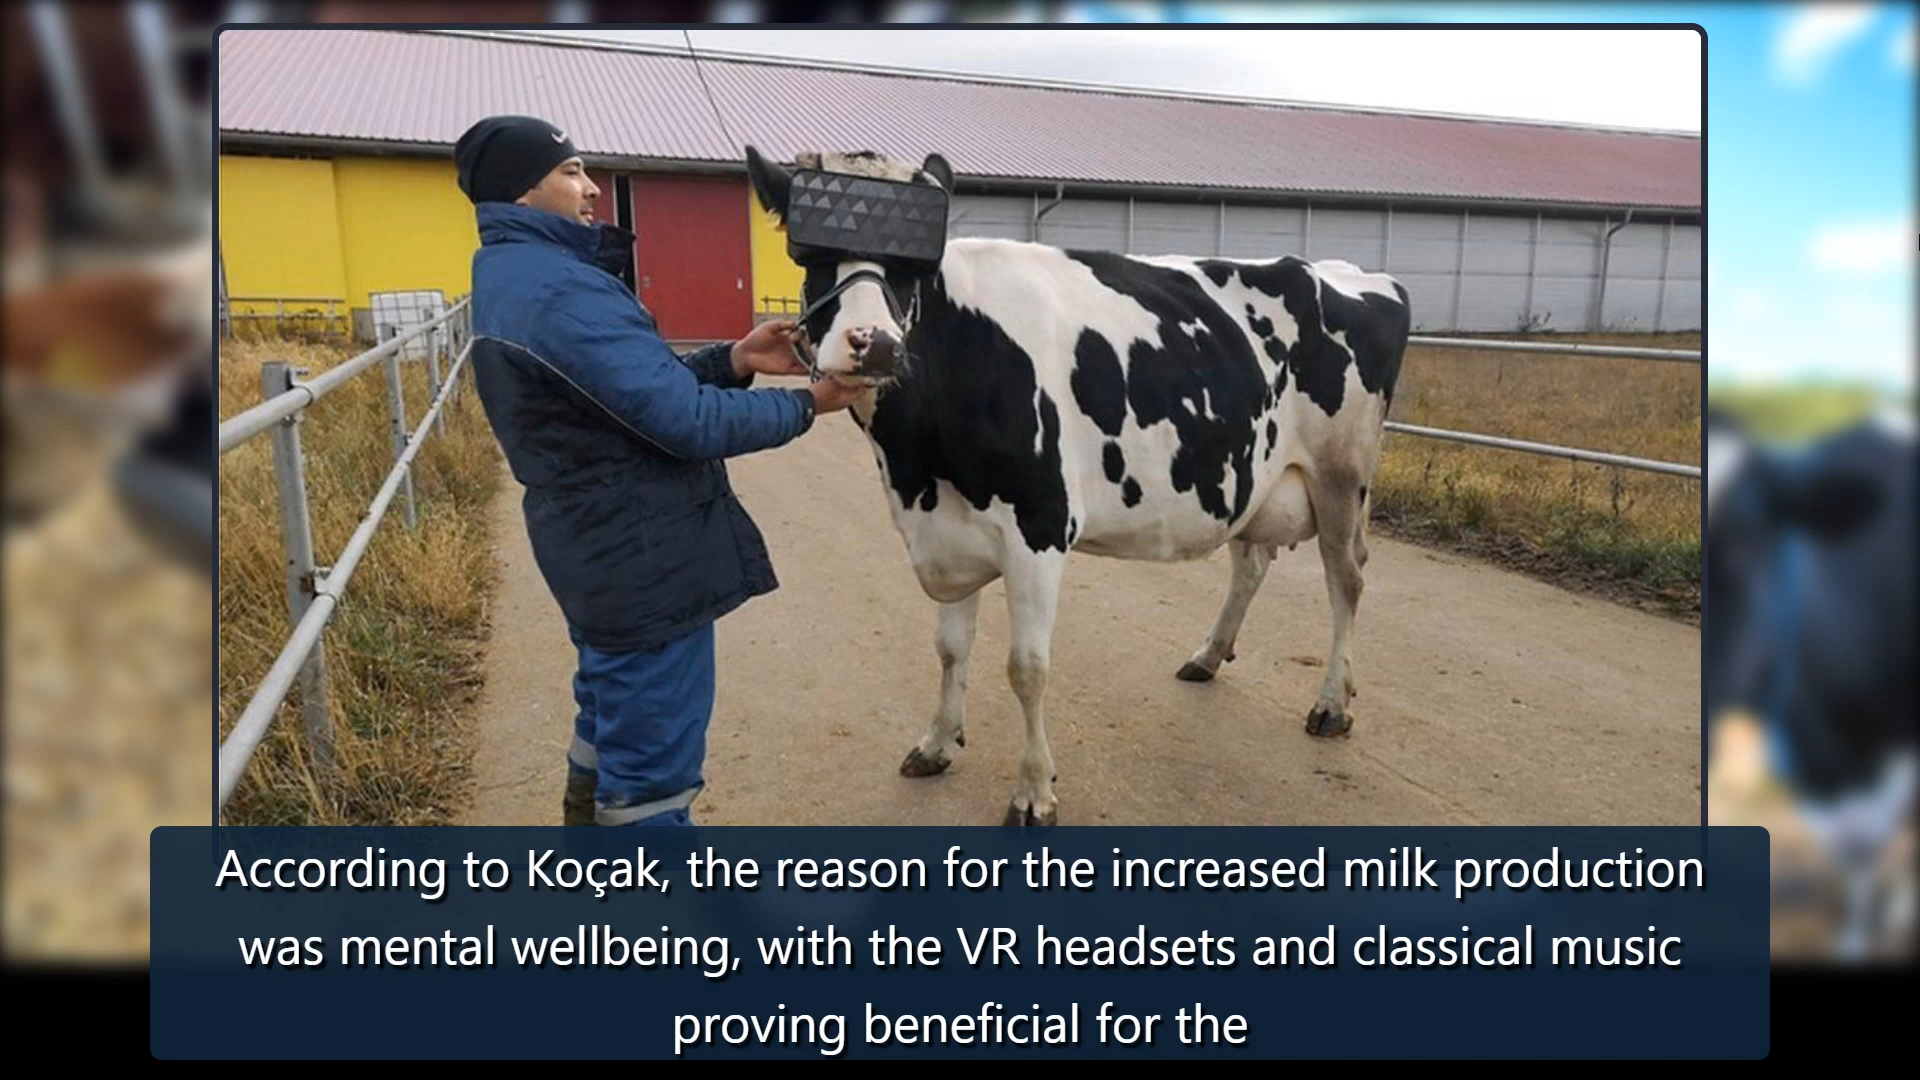 According to Koçak, the reason for the increased milk production
was mental wellbeing, with the VR headsets and classical music
proving beneficial for the